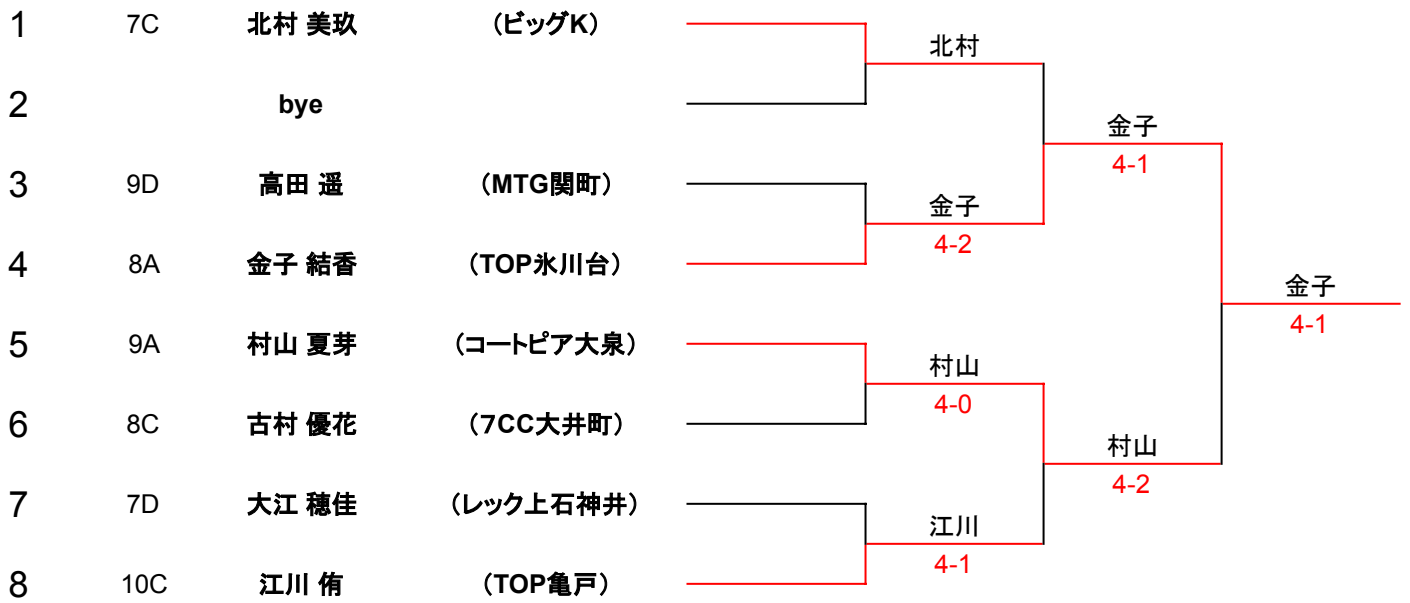 1 7C 北村 美玖 （ビッグK）
北村
2 bye
金子
4-1
3 9D 高田 遥 （MTG関町）
金子
4-2
4 8A 金子 結香 （TOP氷川台）
金子
4-1
5 9A 村山 夏芽 （コートピア大泉）
村山
4-0
6 8C 古村 優花 （７CC大井町）
村山
4-2
7 7D 大江 穂佳 （レック上石神井）
江川
4-1
8 10C 江川 侑 （TOP亀戸）